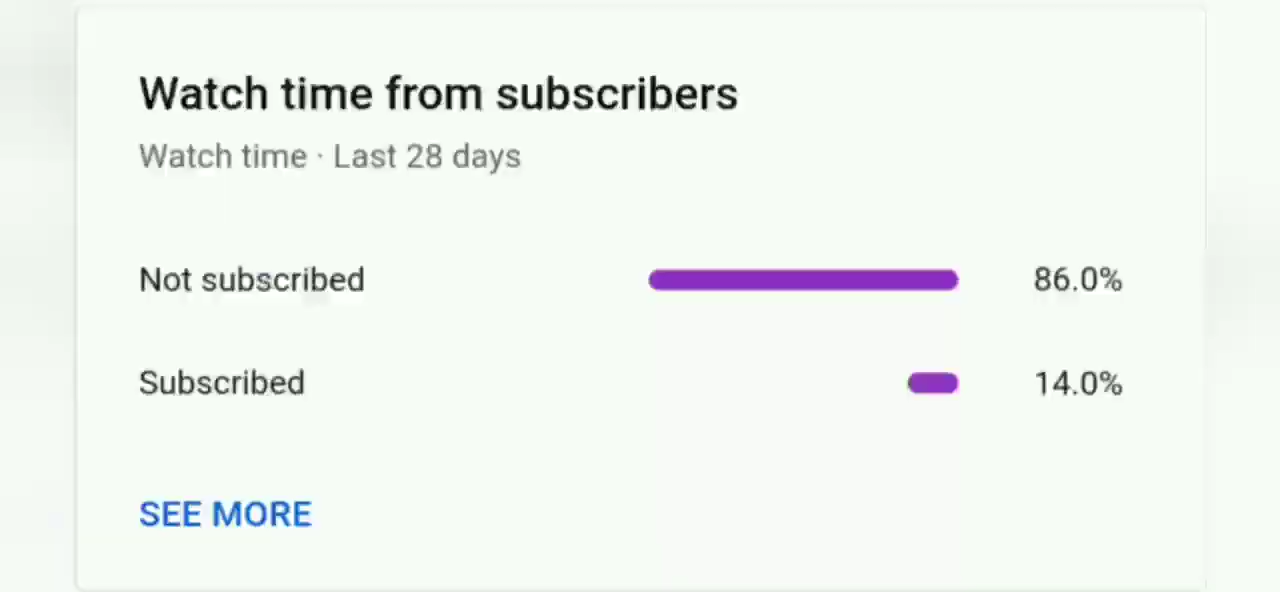 Watch time from subscribers
Watch time · Last 28 days
Not subscribed 86.0%
Subscribed 14.0%
SEE MORE